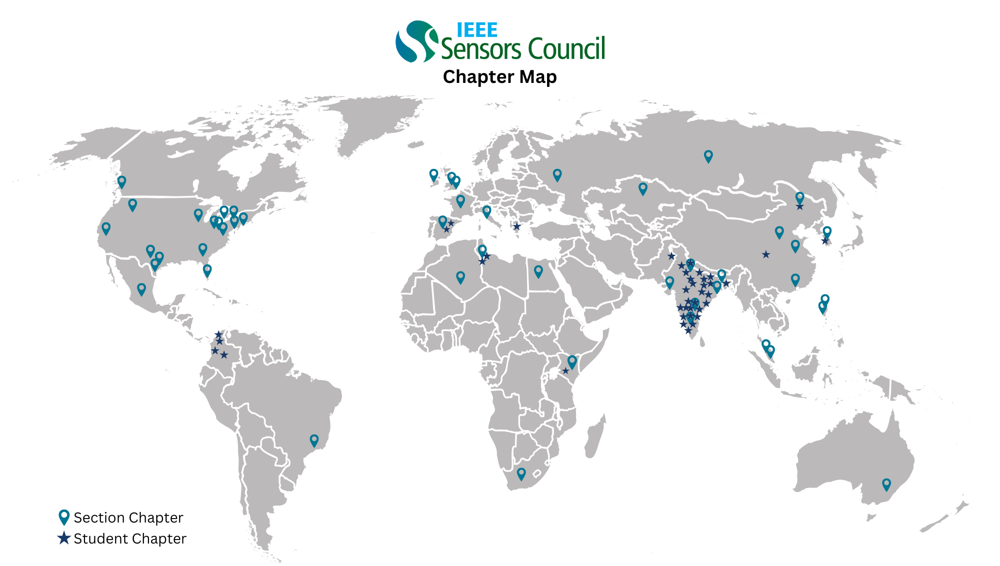 IEEE
Sensors Council
Chapter Map
Section Chapter
Student Chapter